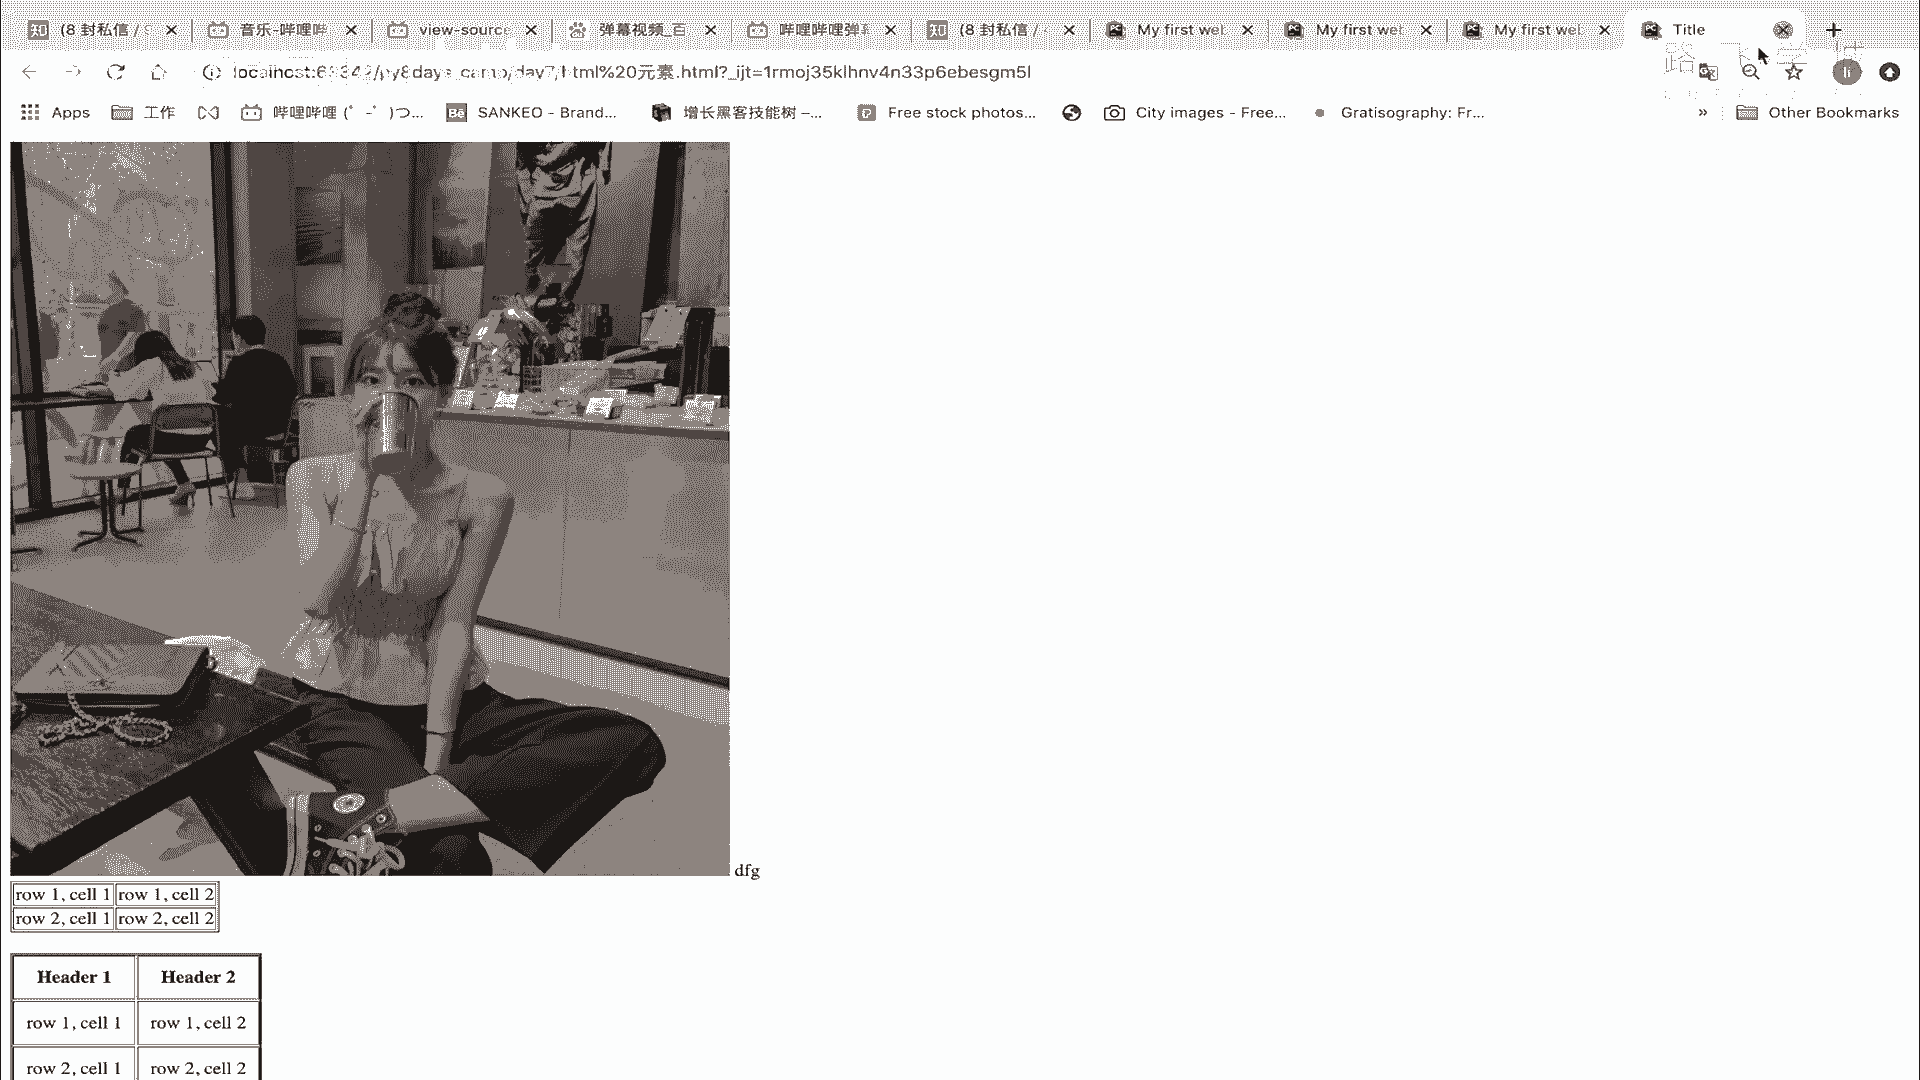 (8 封私信 /
音乐-哔哩哔
view-source
弹幕视频_百
哔哩哔哩弹幕
(8 封私信 /
My first wel
My first wet
My first wel
Title
localhost:63342/py8days_camp/day7/html%20元素.html?_ijt=1rmoj35klhnv4n33p6ebesgm5l
Apps
工作
哔哩哔哩 (゜-゜)つ...
Bē
SANKEO - Brand...
增长黑客技能树 –...
Free stock photos...
City images - Free...
Gratisography: Fr...
»
Other Bookmarks
li
dfg
row 1, cell 1 row 1, cell 2
row 2, cell 1 row 2, cell 2
Header 1 Header 2
row 1, cell 1 row 1, cell 2
row 2, cell 1 row 2, cell 2